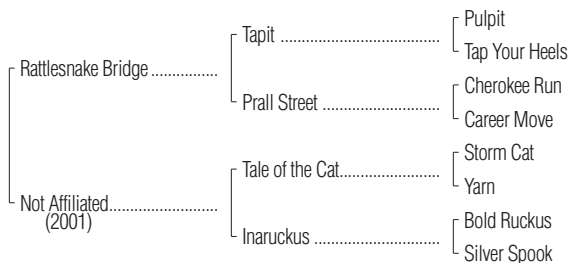 Pulpit
Tapit ........................................
Tap Your Heels
Rattlesnake Bridge .................
Cherokee Run
Prall Street .............................
Career Move
Storm Cat
Tale of the Cat.........................
Yarn
Not Affiliated............................
(2001)
Bold Ruckus
Inaruckus ...............................
Silver Spook